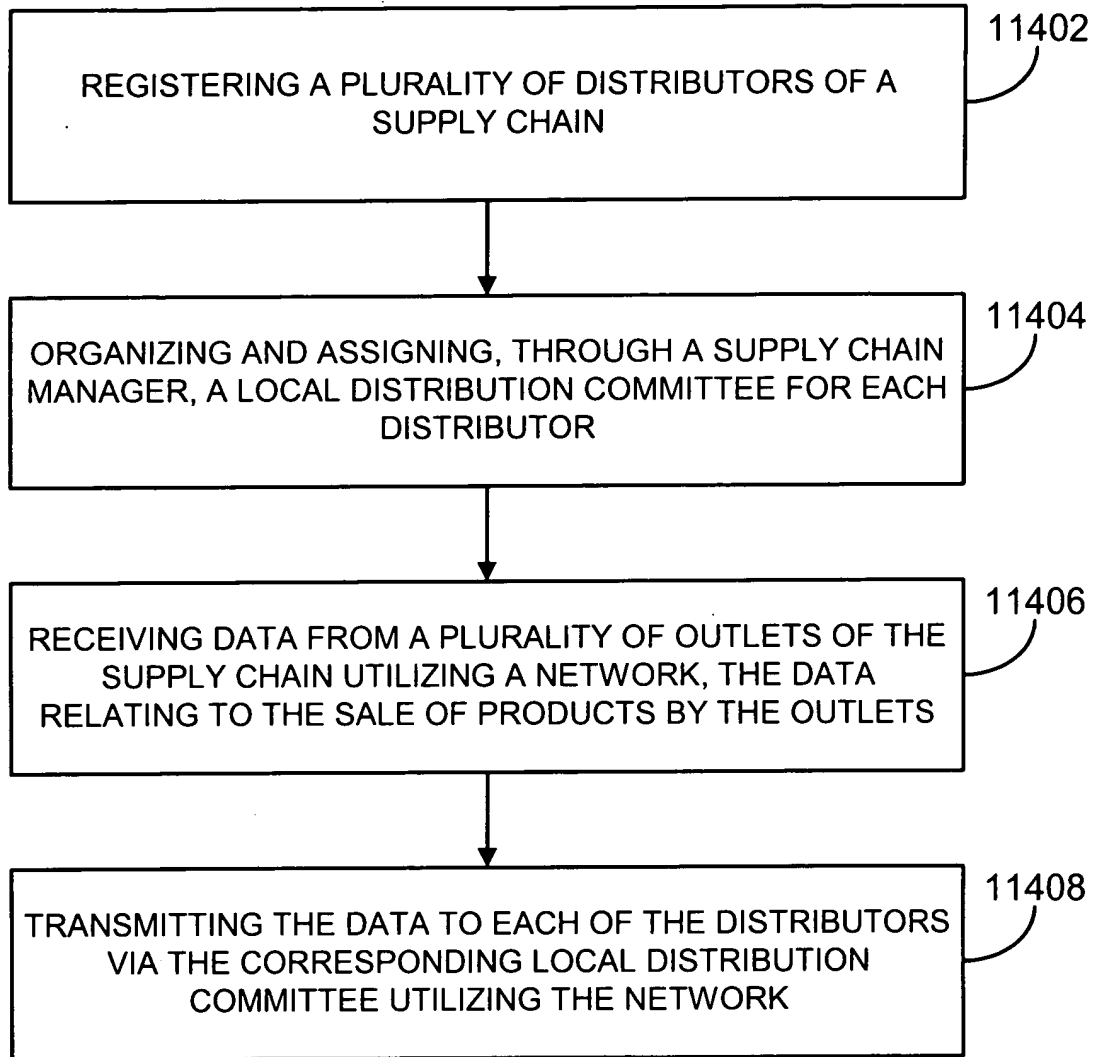 11402
REGISTERING A PLURALITY OF DISTRIBUTORS OF A
SUPPLY CHAIN
11404
ORGANIZING AND ASSIGNING, THROUGH A SUPPLY CHAIN
MANAGER, A LOCAL DISTRIBUTION COMMITTEE FOR EACH
DISTRIBUTOR
11406
RECEIVING DATA FROM A PLURALITY OF OUTLETS OF THE
SUPPLY CHAIN UTILIZING A NETWORK, THE DATA
RELATING TO THE SALE OF PRODUCTS BY THE OUTLETS
11408
TRANSMITTING THE DATA TO EACH OF THE DISTRIBUTORS
VIA THE CORRESPONDING LOCAL DISTRIBUTION
COMMITTEE UTILIZING THE NETWORK